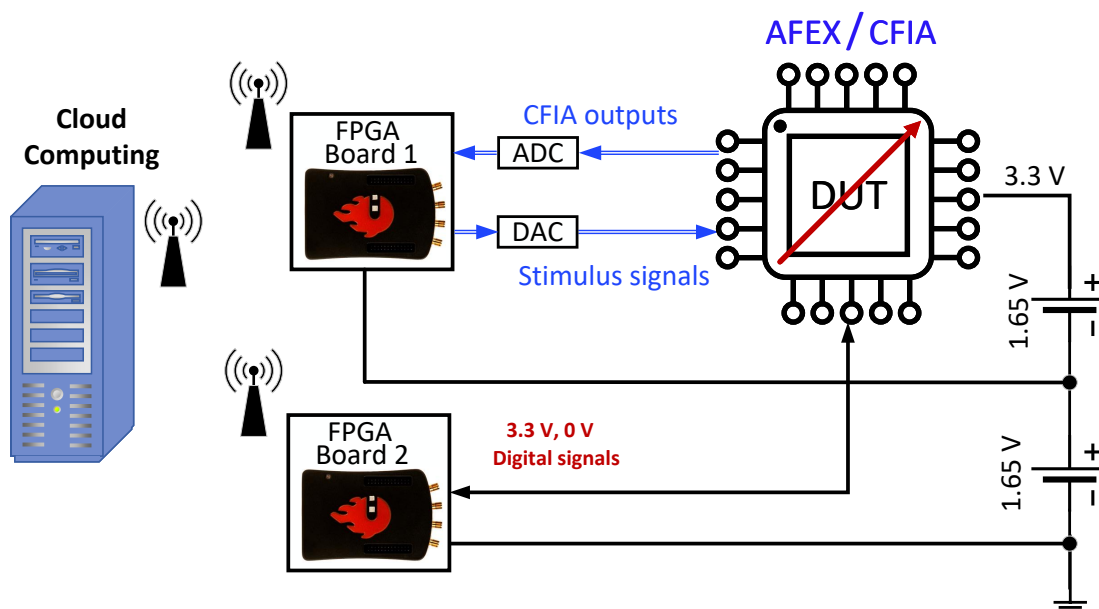 AFEX / CFIA
Cloud
Computing
FPGA
Board 1
CFIA outputs
ADC
DAC
Stimulus signals
DUT
3.3 V
+
1.65 V
–
FPGA
Board 2
3.3 V, 0 V
Digital signals
+
1.65 V
–